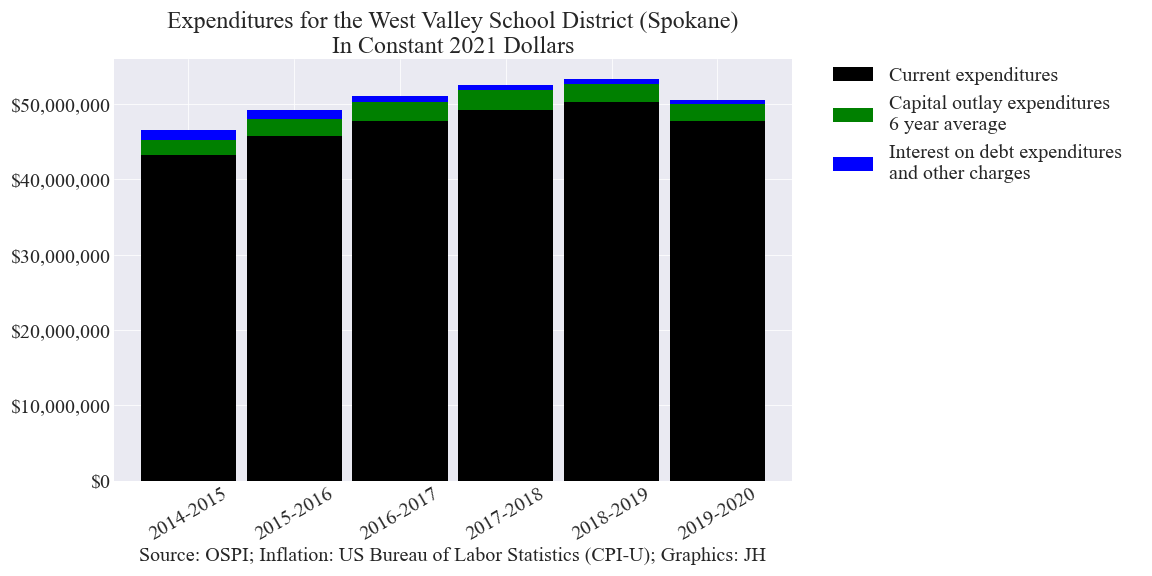 Expenditures for the West Valley School District (Spokane)
In Constant 2021 Dollars
$50,000,000
$40,000,000
$30,000,000
$20,000,000
$10,000,000
$0
2014-2015
2015-2016
2016-2017
2017-2018
2018-2019
2019-2020
Source: OSPI; Inflation: US Bureau of Labor Statistics (CPI-U); Graphics: JH
Current expenditures
Capital outlay expenditures
6 year average
Interest on debt expenditures
and other charges